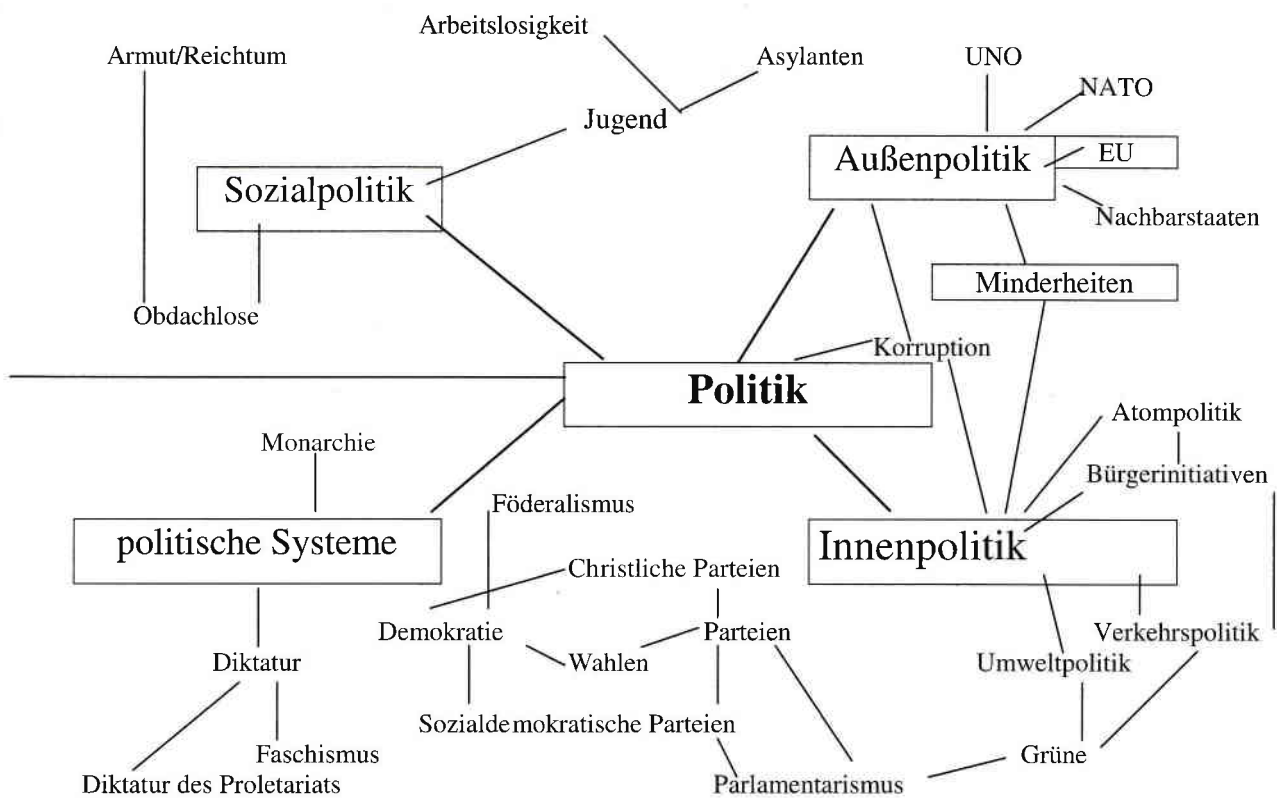 Arbeitslosigkeit
Armut/Reichtum
Asylanten
UNO
NATO
Jugend
Außenpolitik
EU
Sozialpolitik
Nachbarstaaten
Minderheiten
Obdachlose
Korruption
Politik
Atompolitik
Monarchie
Bürgerinitiativen
Föderalismus
politische Systeme
Innenpolitik
Christliche Parteien
Demokratie
Parteien
Verkehrspolitik
Diktatur
Wahlen
Umweltpolitik
Sozialdemokratische Parteien
Faschismus
Grüne
Diktatur des Proletariats
Parlamentarismus